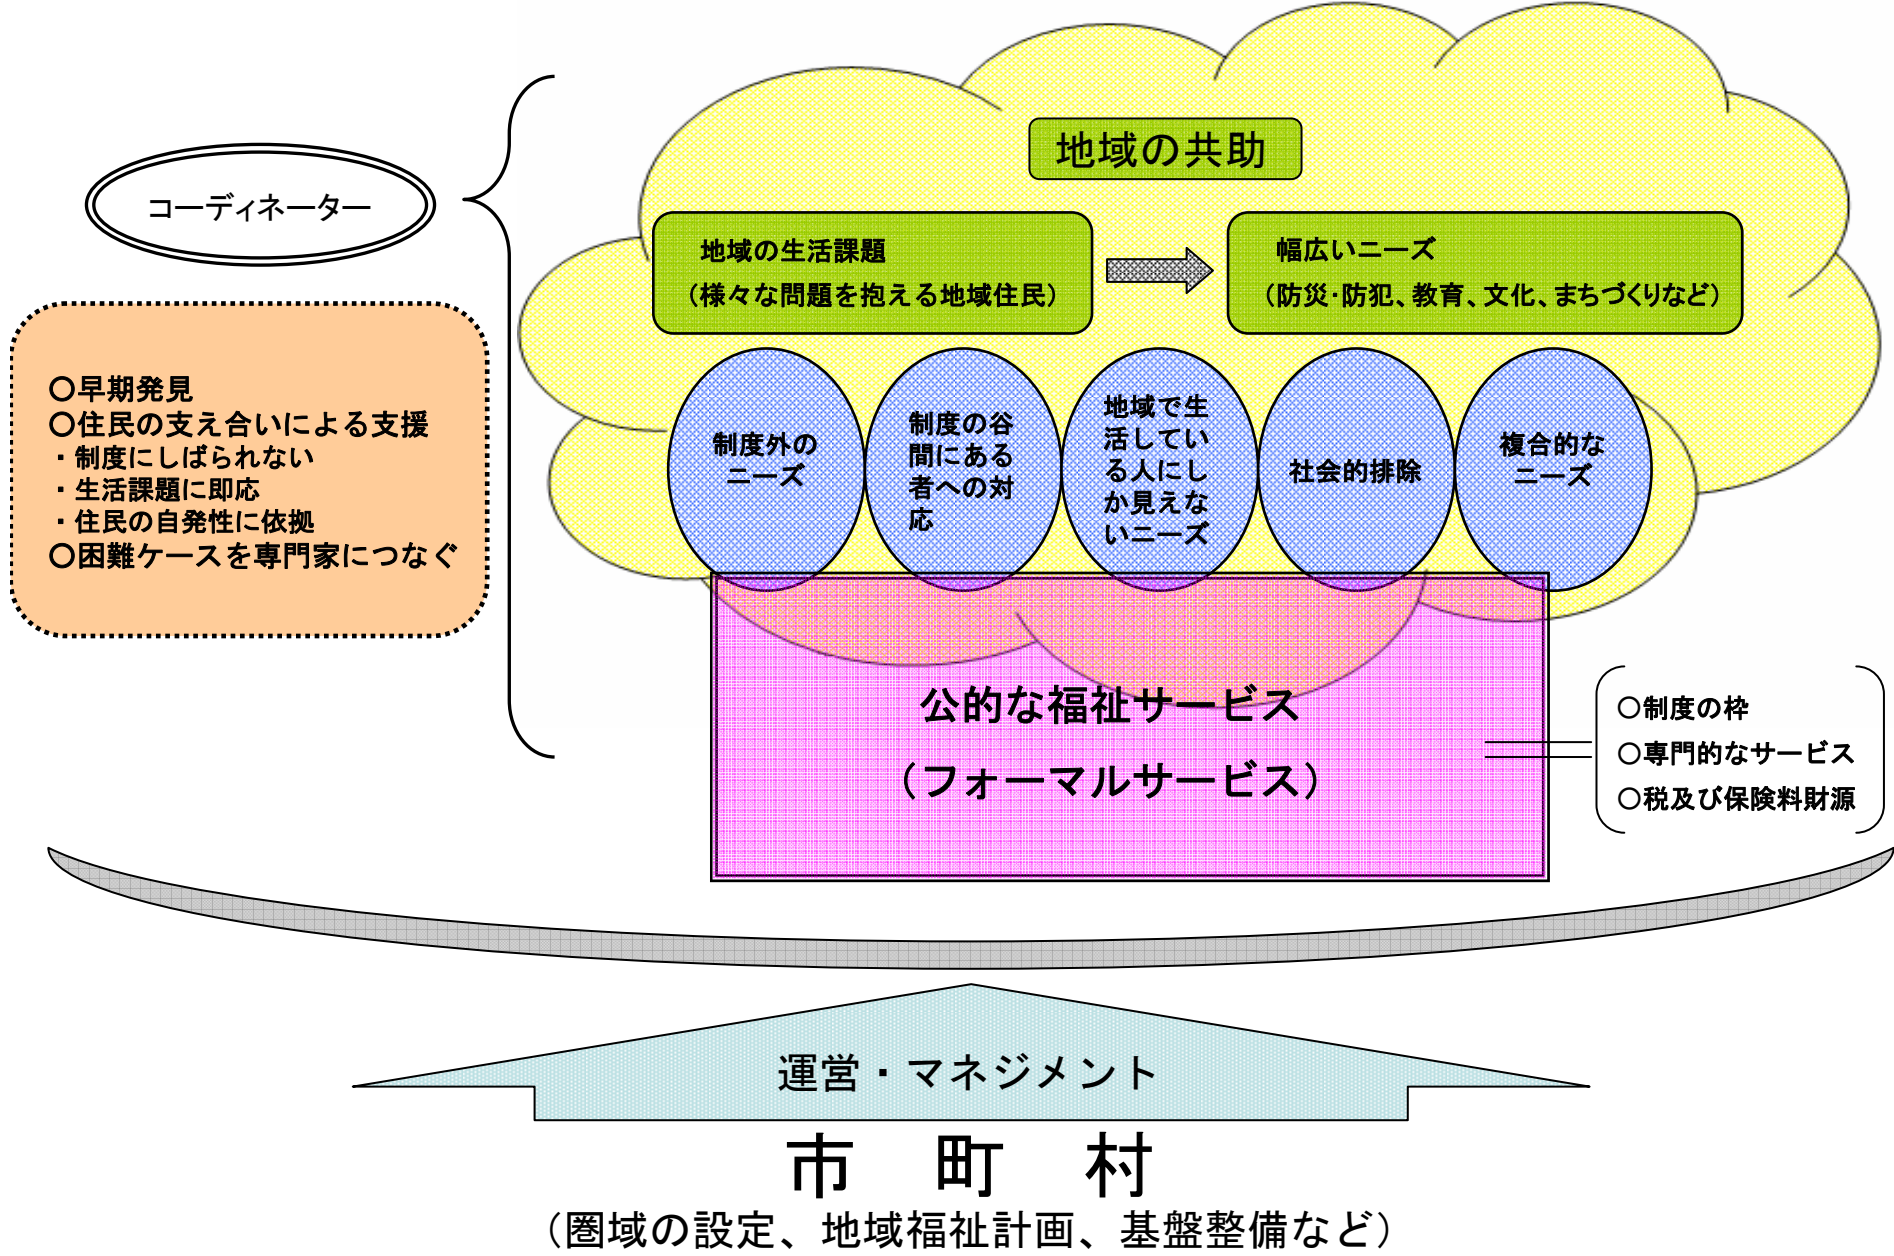 地域の共助
コーディネーター
地域の生活課題
（様々な問題を抱える地域住民）
幅広いニーズ
（防災･防犯、教育、文化、まちづくりなど）
○早期発見
○住民の支え合いによる支援
・制度にしばられない
・生活課題に即応
・住民の自発性に依拠
○困難ケースを専門家につなぐ
制度外の
ニーズ
制度の谷
間にある
者への対
応
地域で生
活してい
る人にし
か見えな
いニーズ
社会的排除
複合的な
ニーズ
公的な福祉サービス
（フォーマルサービス）
○制度の枠
○専門的なサービス
○税及び保険料財源
運営・マネジメント
市　町　村
（圏域の設定、地域福祉計画、基盤整備など）